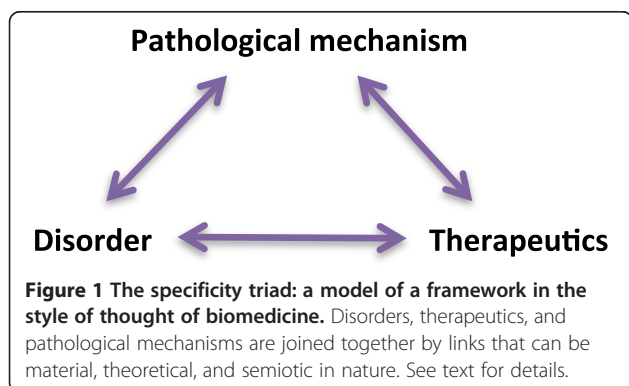 Pathological mechanism
Disorder
Therapeutics
Figure 1 The specificity triad: a model of a framework in the
style of thought of biomedicine. Disorders, therapeutics, and
pathological mechanisms are joined together by links that can be
material, theoretical, and semiotic in nature. See text for details.